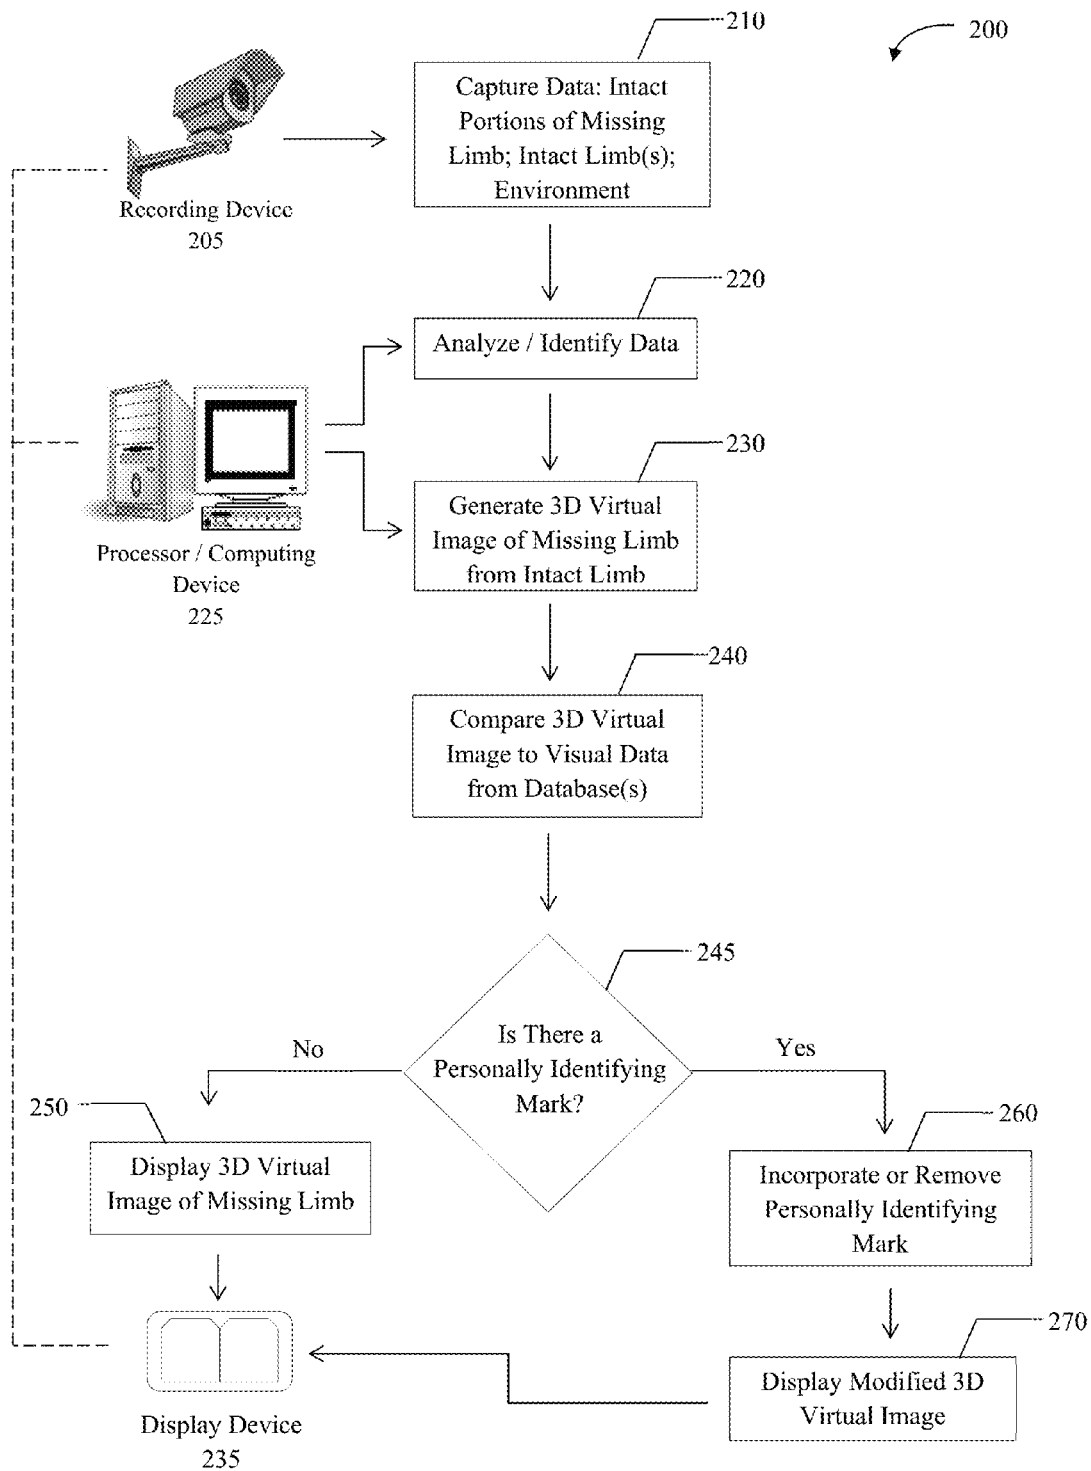 210
200
Capture Data: Intact
Portions of Missing
Limb; Intact Limb(s);
Environment
Recording Device
205
220
Analyze / Identify Data
230
Generate 3D Virtual
Image of Missing Limb
from Intact Limb
Processor / Computing
Device
225
240
Compare 3D Virtual
Image to Visual Data
from Database(s)
245
Is There a
Personally Identifying
Mark?
No
Yes
250
Display 3D Virtual
Image of Missing Limb
260
Incorporate or Remove
Personally Identifying
Mark
270
Display Modified 3D
Virtual Image
Display Device
235